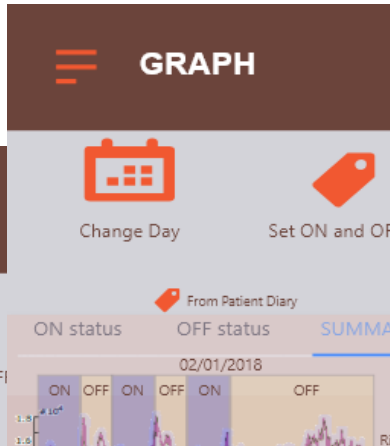 GRAPH
Change Day
Set ON and OF
From Patient Diary
ON status OFF status SUMMA
02/01/2018
ON OFF ON OFF ON OFF